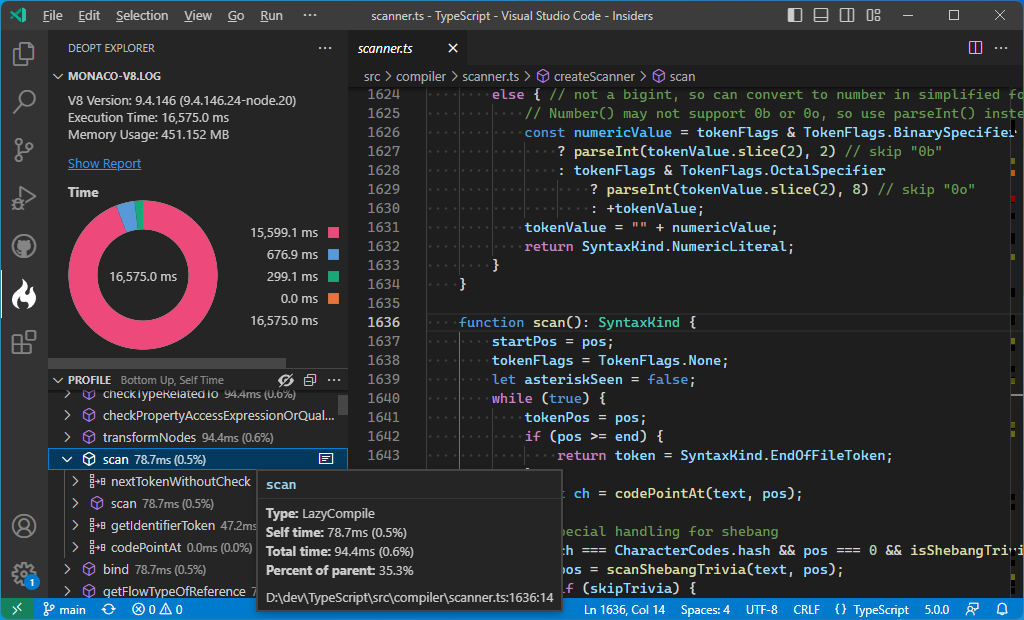 File Edit Selection View Go Run ··· scanner.ts - TypeScript - Visual Studio Code - Insiders
DEOPT EXPLORER ···
MONACO-V8.LOG
V8 Version: 9.4.146 (9.4.146.24-node.20)
Execution Time: 16,575.0 ms
Memory Usage: 451.152 MB
Show Report
Time
16,575.0 ms
15,599.1 ms
676.9 ms
299.1 ms
0.0 ms
16,575.0 ms
PROFILE Bottom Up, Self Time ···
checkTypeRelatedTo 94.4ms (0.6%)
checkPropertyAccessExpressionOrQual...
transformNodes 94.4ms (0.6%)
scan 78.7ms (0.5%)
nextTokenWithoutCheck
scan 78.7ms (0.5%)
getIdentifierToken 47.2ms
codePointAt 0.0ms (0.0%)
bind 78.7ms (0.5%)
getFlowTypeOfReference
scanner.ts ···
src > compiler > scanner.ts > createScanner > scan
1624 else { // not a bigint, so can convert to number in simplified fo
1625 // Number() may not support 0b or 0o, so use parseInt() inste
1626 const numericValue = tokenFlags & TokenFlags.BinarySpecifier
1627 ? parseInt(tokenValue.slice(2), 2) // skip "0b"
1628 : tokenFlags & TokenFlags.OctalSpecifier
1629 ? parseInt(tokenValue.slice(2), 8) // skip "0o"
1630 : +tokenValue;
1631 tokenValue = "" + numericValue;
1632 return SyntaxKind.NumericLiteral;
1633 }
1634 }
1635
1636 function scan(): SyntaxKind {
1637 startPos = pos;
1638 tokenFlags = TokenFlags.None;
1639 let asteriskSeen = false;
1640 while (true) {
1641 tokenPos = pos;
1642 if (pos >= end) {
1643 return token = SyntaxKind.EndOfFileToken;
t ch = codePointAt(text, pos);
pecial handling for shebang
ch === CharacterCodes.hash && pos === 0 && isShebangTrivi
pos = scanShebangTrivia(text, pos);
f (skipTrivia) {
scan
Type: LazyCompile
Self time: 78.7ms (0.5%)
Total time: 94.4ms (0.6%)
Percent of parent: 35.3%
D:\dev\TypeScript\src\compiler\scanner.ts:1636:14
1
main 0 0 Ln 1636, Col 14 Spaces: 4 UTF-8 CRLF {} TypeScript 5.0.0